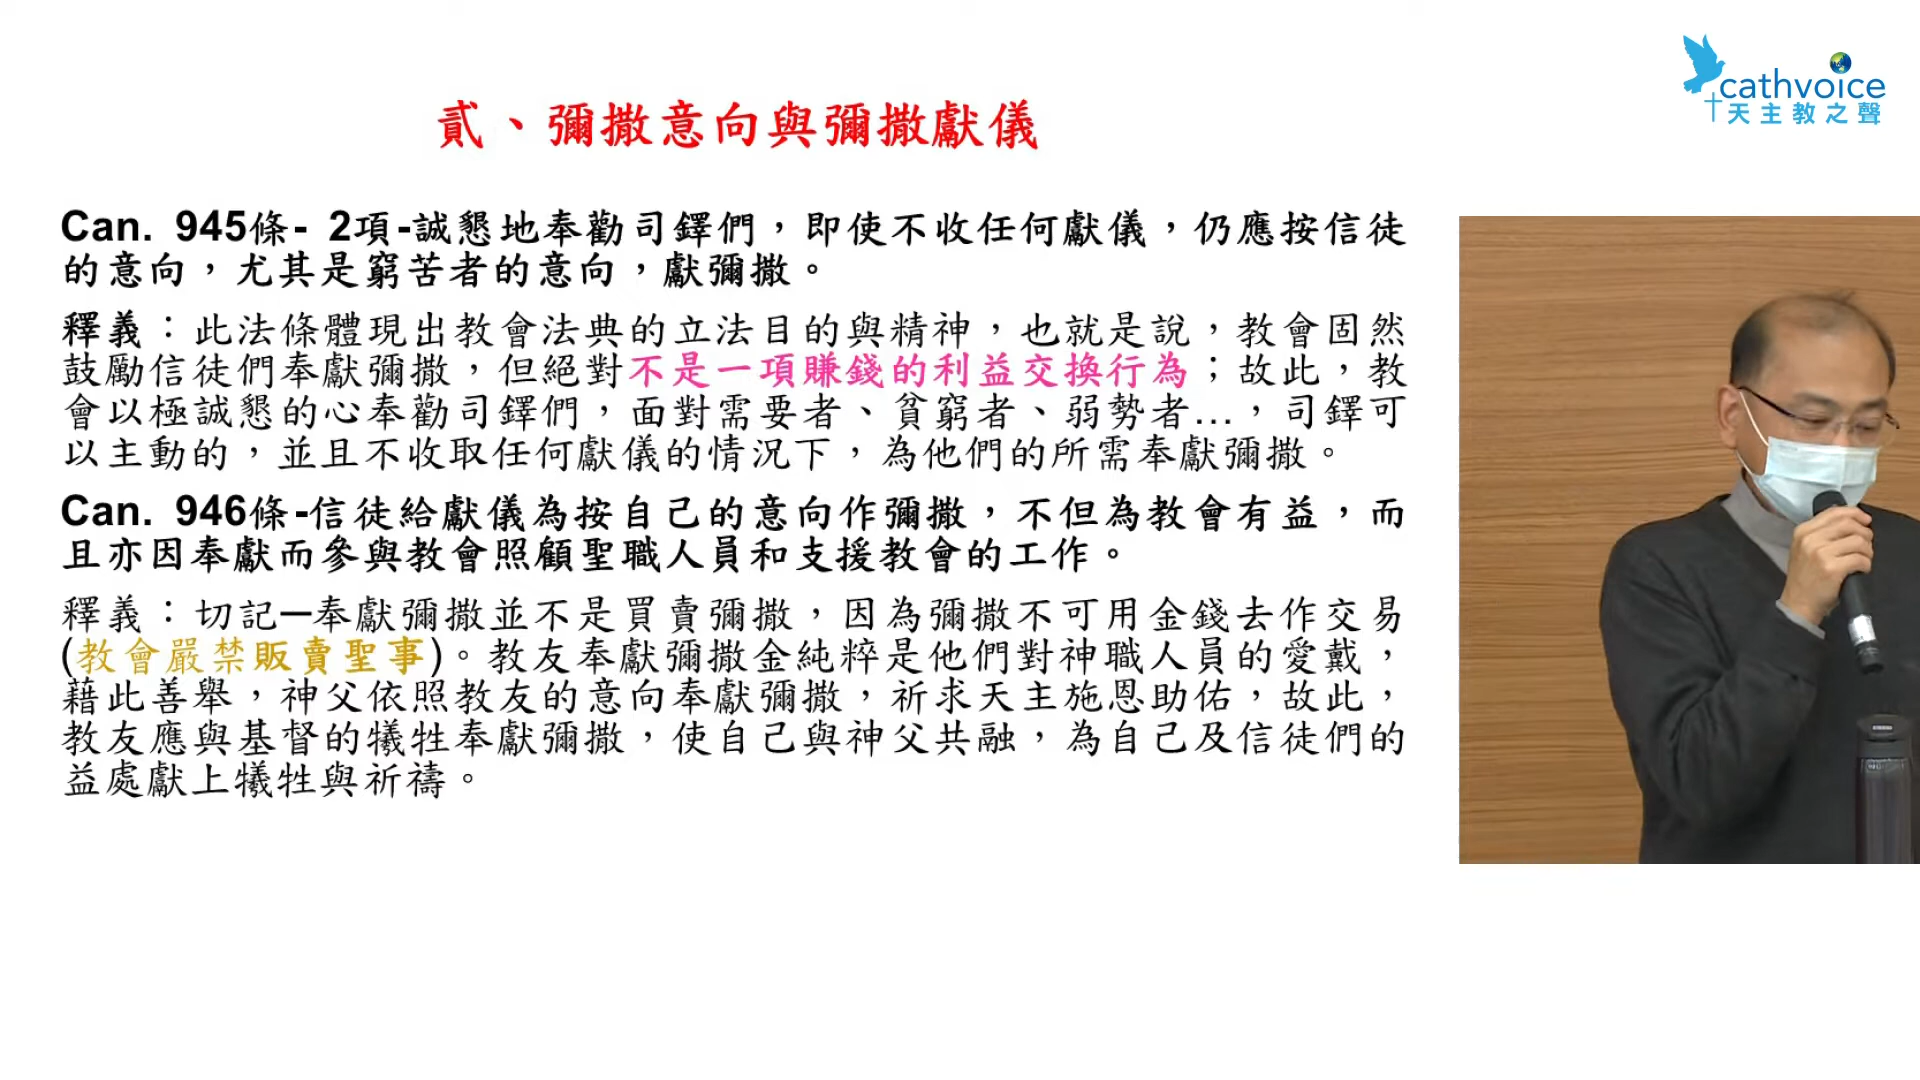 cathvoice
天主教之聲
貳、彌撒意向與彌撒獻儀
Can. 945條- 2項-誠懇地奉勸司鐸們，即使不收任何獻儀，仍應按信徒
的意向，尤其是窮苦者的意向，獻彌撒。
釋義：此法條體現出教會法典的立法目的與精神，也就是說，教會固然
鼓勵信徒們奉獻彌撒，但絕對不是一項賺錢的利益交換行為；故此，教
會以極誠懇的心奉勸司鐸們，面對需要者、貧窮者、弱勢者…，司鐸可
以主動的，並且不收取任何獻儀的情況下，為他們的所需奉獻彌撒。
Can. 946條-信徒給獻儀為按自己的意向作彌撒，不但為教會有益，而
且亦因奉獻而參與教會照顧聖職人員和支援教會的工作。
釋義：切記—奉獻彌撒並不是買賣彌撒，因為彌撒不可用金錢去作交易
(教會嚴禁販賣聖事)。教友奉獻彌撒金純粹是他們對神職人員的愛戴，
藉此善舉，神父依照教友的意向奉獻彌撒，祈求天主施恩助佑，故此，
教友應與基督的犧牲奉獻彌撒，使自己與神父共融，為自己及信徒們的
益處獻上犧牲與祈禱。